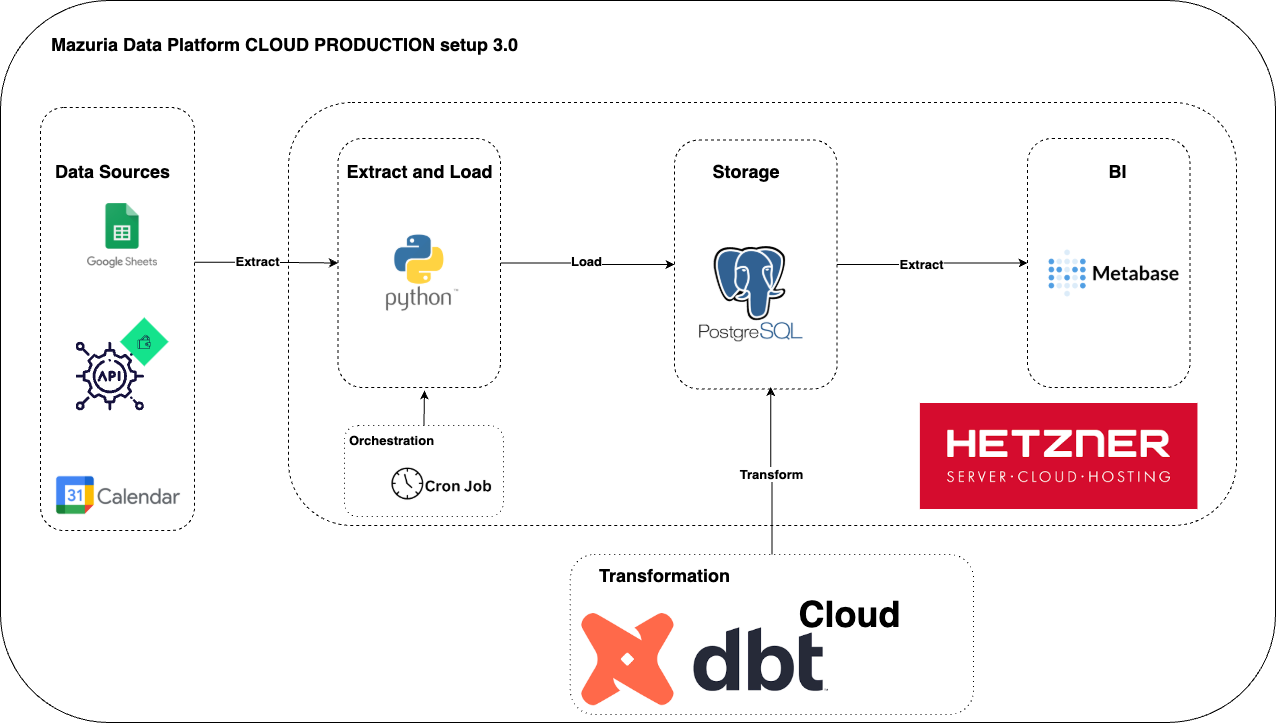 Mazuria Data Platform CLOUD PRODUCTION setup 3.0
Data Sources
Google Sheets
API
31
Calendar
Extract
Extract and Load
python™
Orchestration
Cron Job
Load
Storage
PostgreSQL
Extract
BI
Metabase
HETZNER
SERVER·CLOUD·HOSTING
Transform
Transformation
Cloud
dbt